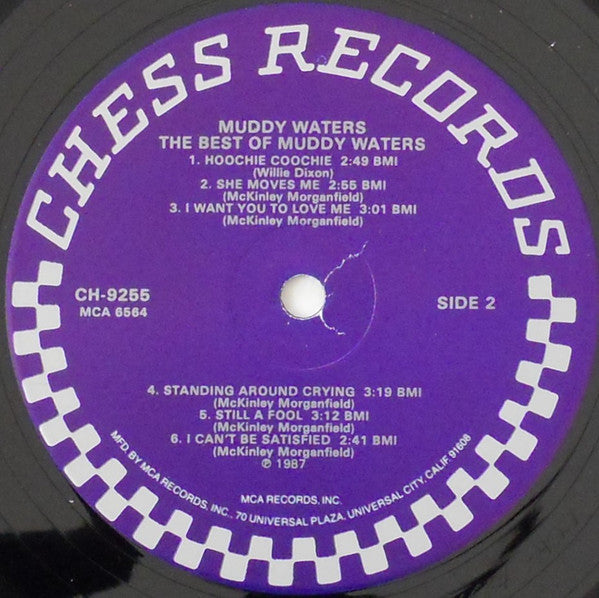 CHESS RECORDS
MUDDY WATERS
THE BEST OF MUDDY WATERS
1. HOOCHIE COOCHIE 2:49 BMI
(Willie Dixon)
2. SHE MOVES ME 2:55 BMI
(McKinley Morganfield)
3. I WANT YOU TO LOVE ME 3:01 BMI
(McKinley Morganfield)
CH-9255
MCA 6564
SIDE 2
4. STANDING AROUND CRYING 3:19 BMI
(McKinley Morganfield)
5. STILL A FOOL 3:12 BMI
(McKinley Morganfield)
6. I CAN'T BE SATISFIED 2:41 BMI
(McKinley Morganfield)
℗ 1987
MCA RECORDS, INC.
MFD. BY MCA RECORDS, INC., 70 UNIVERSAL PLAZA, UNIVERSAL CITY, CALIF. 91608